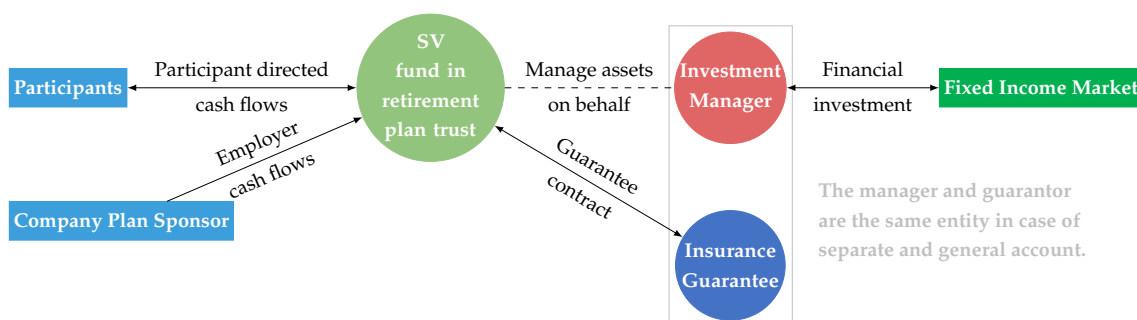 Participants
Participant directed
cash flows
SV
fund in
retirement
plan trust
Manage assets
on behalf
Investment
Manager
Financial
investment
Fixed Income Market
Employer
cash flows
Company Plan Sponsor
Guarantee
contract
Insurance
Guarantee
The manager and guarantor
are the same entity in case of
separate and general account.